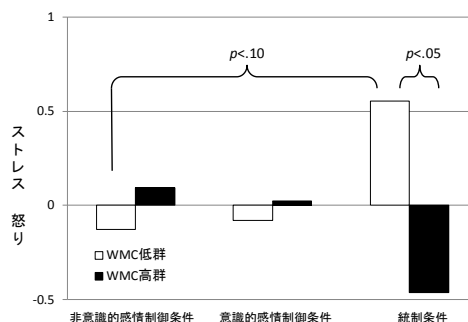 1
p<.10
p<.05
0.5
ストレス 怒り
0
WMC低群
WMC高群
-0.5
非意識的感情制御条件 意識的感情制御条件 統制条件